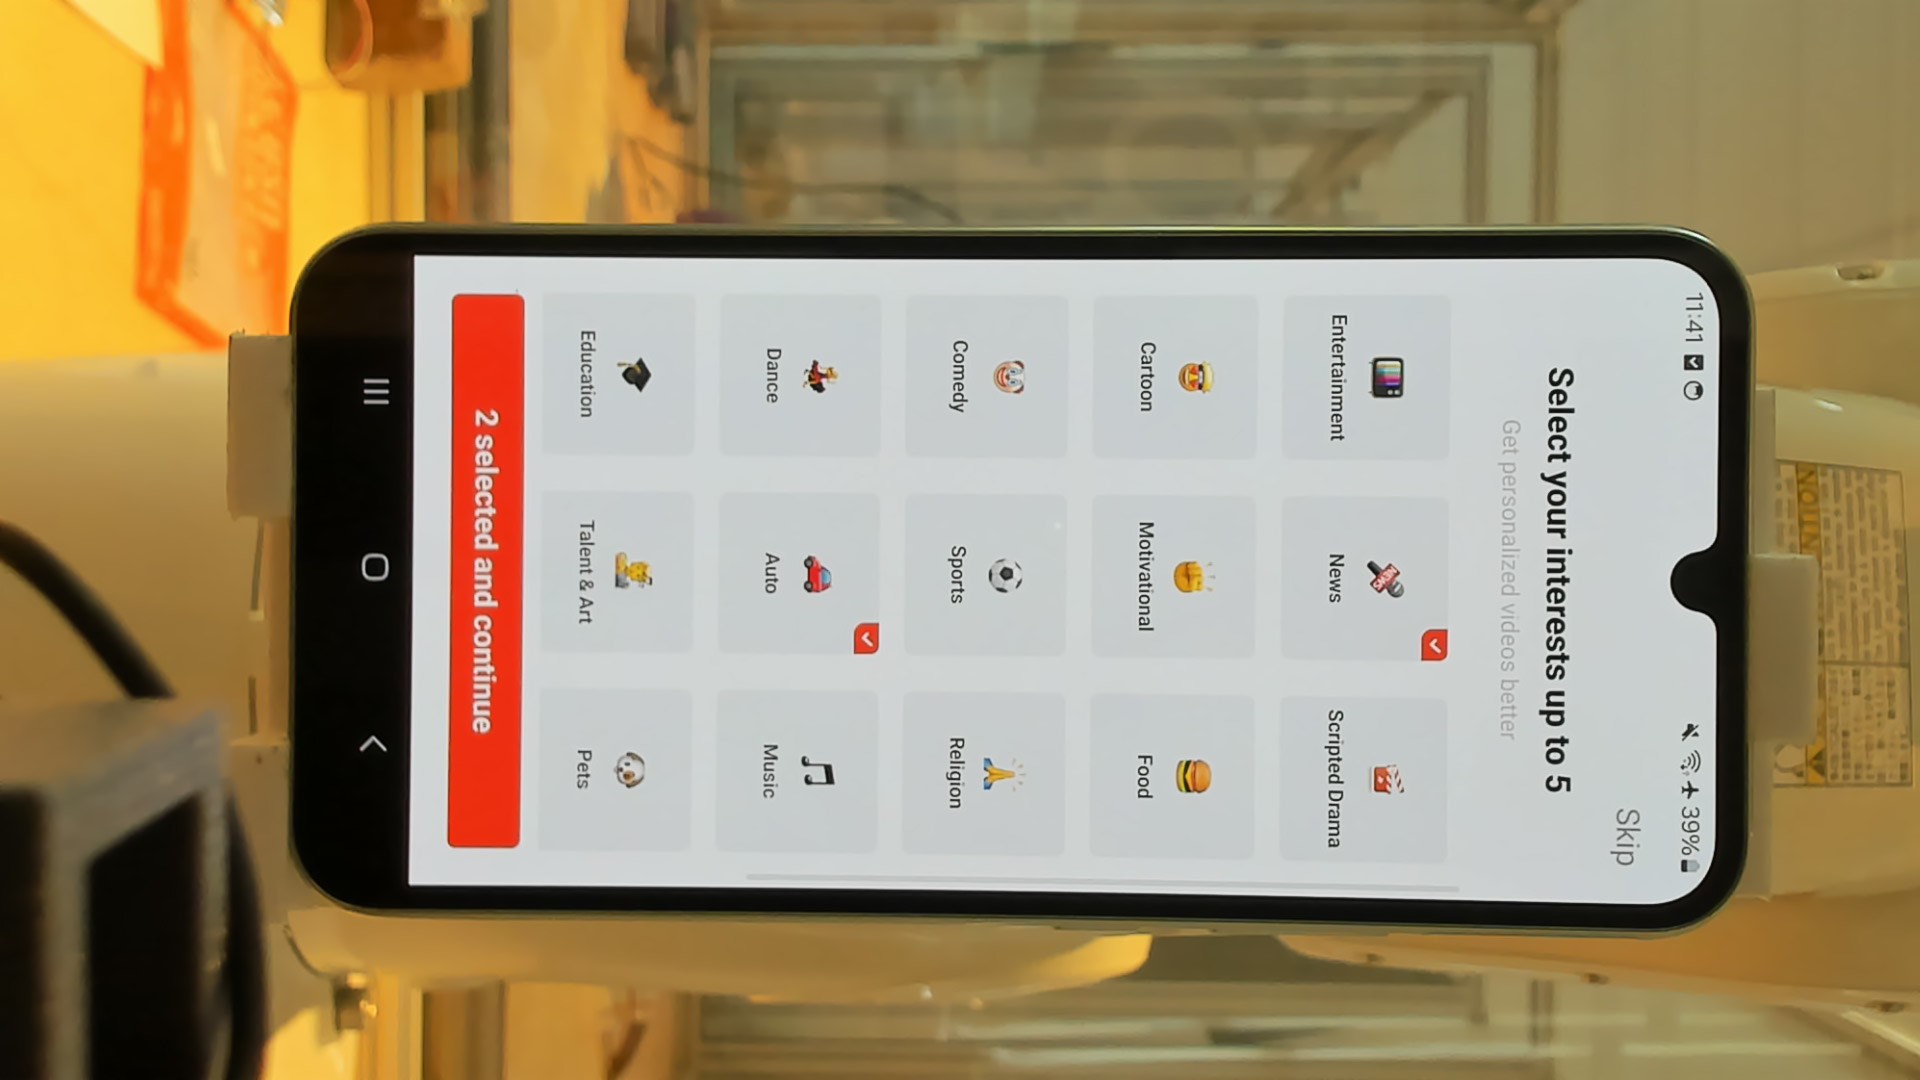 11:41
39%
Skip
Select your interests up to 5
Get personalized videos better
Entertainment
News
Scripted Drama
Cartoon
Motivational
Food
Comedy
Sports
Religion
Dance
Auto
Music
Education
Talent & Art
Pets
2 selected and continue